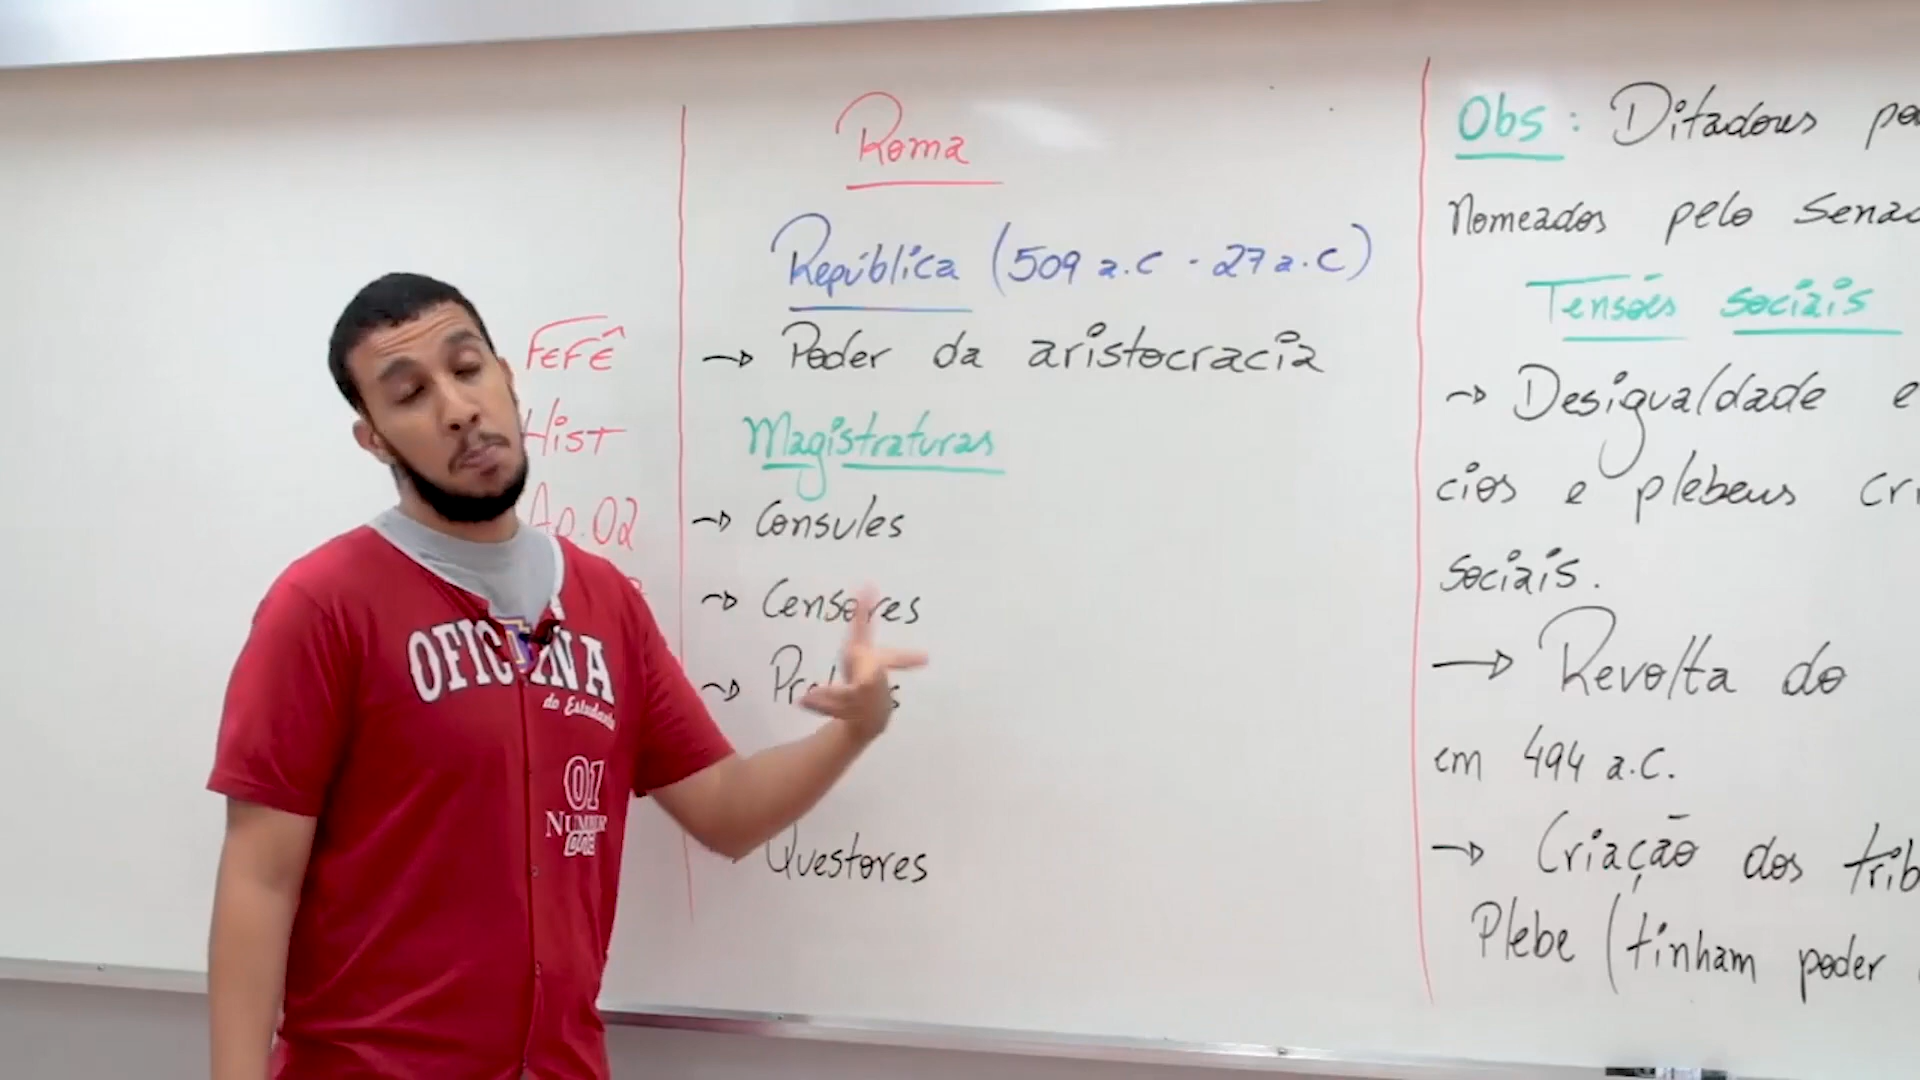 FEFÊ
HIST
Ap. 02
Roma
República (509 a.c - 27 a.c)
→ Poder da aristocracia
Magistraturas
→ Consules
→ Censores
→
Questores
Obs: Ditadores
Nomeados pelo
Tensões sociais
→ Desigualdade e
cios e plebeus
sociais.
→ Revolta do
em 494 a.c.
→ Criação dos
Plebe (tinham poder
OFICINA
do Estudante
01
NUMBER
ONE